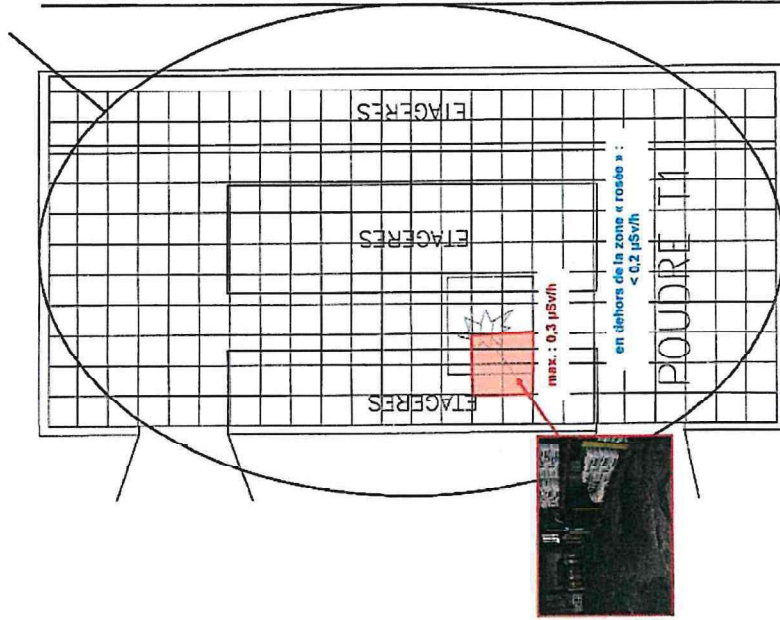 ETAGERES
ETAGERES
ETAGERES
max. : 0,3 µSv/h
en dehors de la zone « rosée » :
< 0,2 µSv/h
POUDRE T1